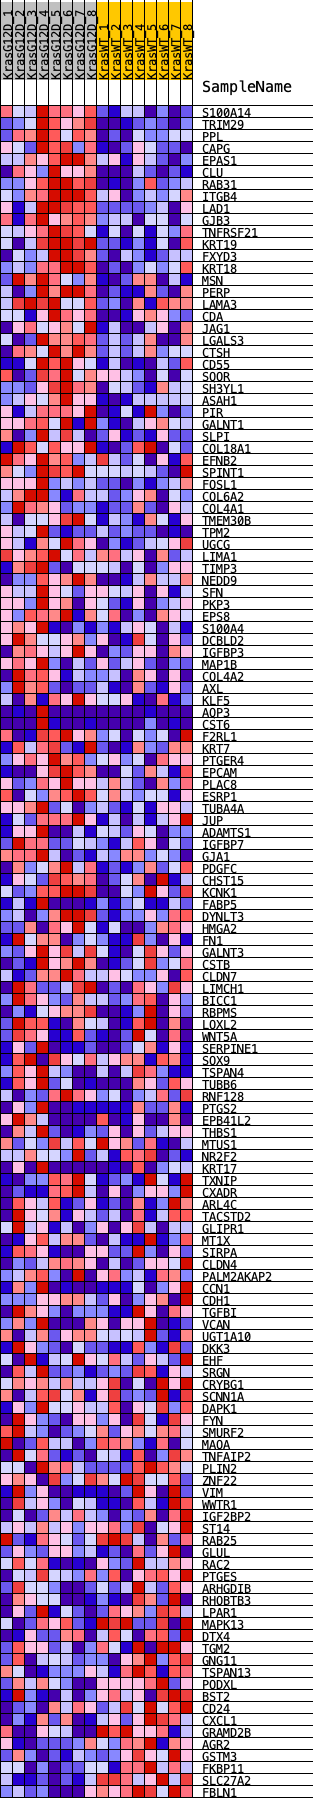 KrasG12D_1
KrasG12D_2
KrasG12D_3
KrasG12D_4
KrasG12D_5
KrasG12D_6
KrasG12D_7
KrasG12D_8
KrasWT_1
KrasWT_2
KrasWT_3
KrasWT_4
KrasWT_5
KrasWT_6
KrasWT_7
KrasWT_8
SampleName
S100A14
TRIM29
PPL
CAPG
EPAS1
CLU
RAB31
ITGB4
LAD1
GJB3
TNFRSF21
KRT19
FXYD3
KRT18
MSN
PERP
LAMA3
CDA
JAG1
LGALS3
CTSH
CD55
SQOR
SH3YL1
ASAH1
PIR
GALNT1
SLPI
COL18A1
EFNB2
SPINT1
FOSL1
COL6A2
COL4A1
TMEM30B
TPM2
UGCG
LIMA1
TIMP3
NEDD9
SFN
PKP3
EPS8
S100A4
DCBLD2
IGFBP3
MAP1B
COL4A2
AXL
KLF5
AQP3
CST6
F2RL1
KRT7
PTGER4
EPCAM
PLAC8
ESRP1
TUBA4A
JUP
ADAMTS1
IGFBP7
GJA1
PDGFC
CHST15
KCNK1
FABP5
DYNLT3
HMGA2
FN1
GALNT3
CSTB
CLDN7
LIMCH1
BICC1
RBPMS
LOXL2
WNT5A
SERPINE1
SOX9
TSPAN4
TUBB6
RNF128
PTGS2
EPB41L2
THBS1
MTUS1
NR2F2
KRT17
TXNIP
CXADR
ARL4C
TACSTD2
GLIPR1
MT1X
SIRPA
CLDN4
PALM2AKAP2
CCN1
CDH1
TGFBI
VCAN
UGT1A10
DKK3
EHF
SRGN
CRYBG1
SCNN1A
DAPK1
FYN
SMURF2
MAOA
TNFAIP2
PLIN2
ZNF22
VIM
WWTR1
IGF2BP2
ST14
RAB25
GLUL
RAC2
PTGES
ARHGDIB
RHOBTB3
LPAR1
MAPK13
DTX4
TGM2
GNG11
TSPAN13
PODXL
BST2
CD24
CXCL1
GRAMD2B
AGR2
GSTM3
FKBP11
SLC27A2
FBLN1